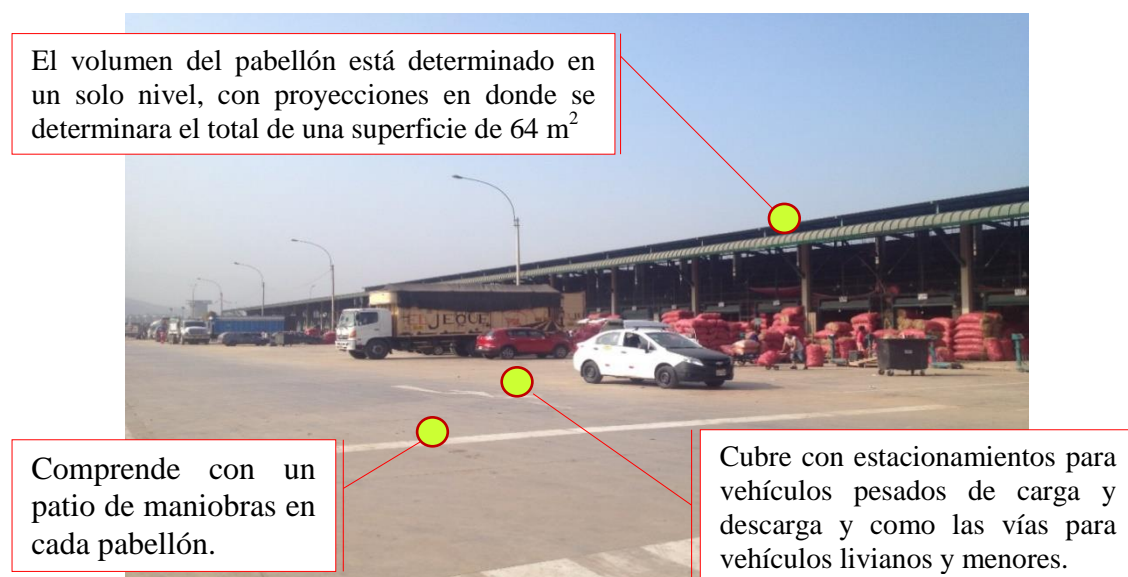 El volumen del pabellón está determinado en
un solo nivel, con proyecciones en donde se
determinara el total de una superficie de 64 m²
JEQUE
Comprende con un
patio de maniobras en
cada pabellón.
Cubre con estacionamientos para
vehículos pesados de carga y
descarga y como las vías para
vehículos livianos y menores.